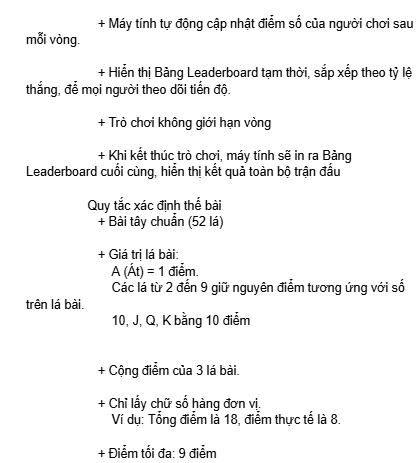 + Máy tính tự động cập nhật điểm số của người chơi sau
mỗi vòng.
+ Hiển thị Bảng Leaderboard tạm thời, sắp xếp theo tỷ lệ
thắng, để mọi người theo dõi tiến độ.
+ Trò chơi không giới hạn vòng
+ Khi kết thúc trò chơi, máy tính sẽ in ra Bảng
Leaderboard cuối cùng, hiển thị kết quả toàn bộ trận đấu
Quy tắc xác định thế bài
+ Bài tây chuẩn (52 lá)
+ Giá trị lá bài:
A (Át) = 1 điểm.
Các lá từ 2 đến 9 giữ nguyên điểm tương ứng với số
trên lá bài.
10, J, Q, K bằng 10 điểm
+ Cộng điểm của 3 lá bài.
+ Chỉ lấy chữ số hàng đơn vị.
Ví dụ: Tổng điểm là 18, điểm thực tế là 8.
+ Điểm tối đa: 9 điểm